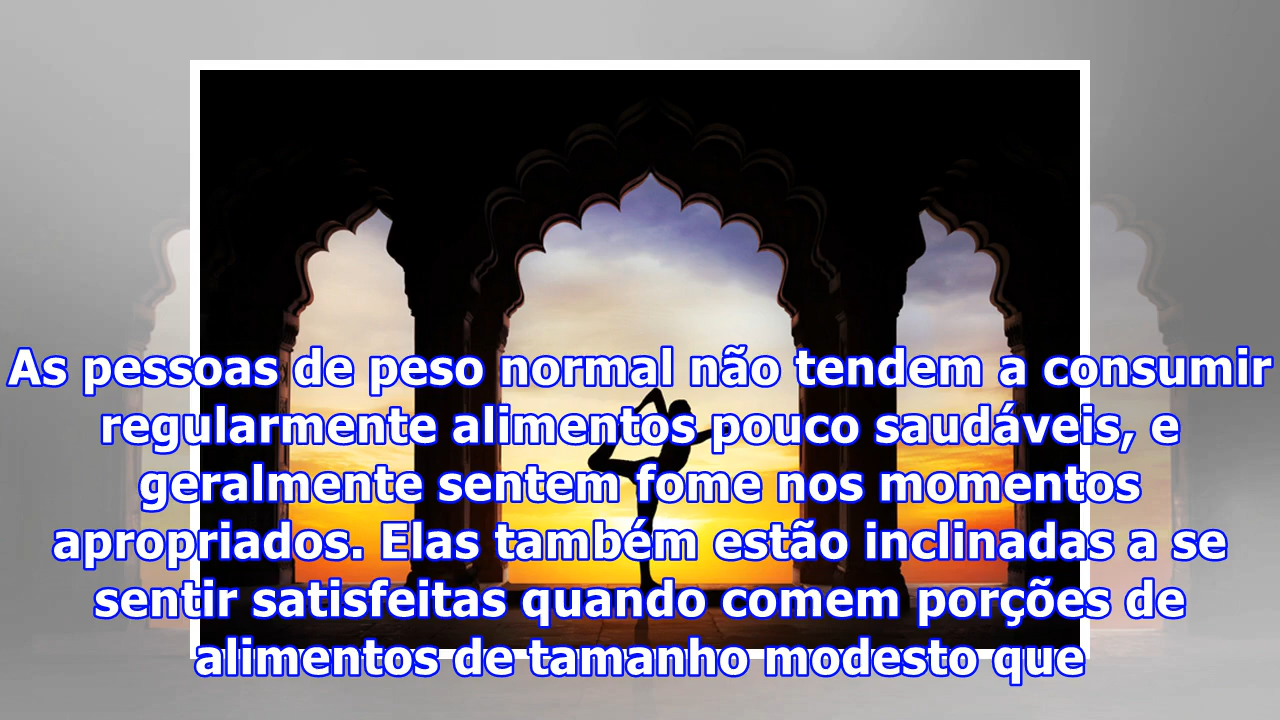 As pessoas de peso normal não tendem a consumir
regularmente alimentos pouco saudáveis, e
geralmente sentem fome nos momentos
apropriados. Elas também estão inclinadas a se
sentir satisfeitas quando comem porções de
alimentos de tamanho modesto que